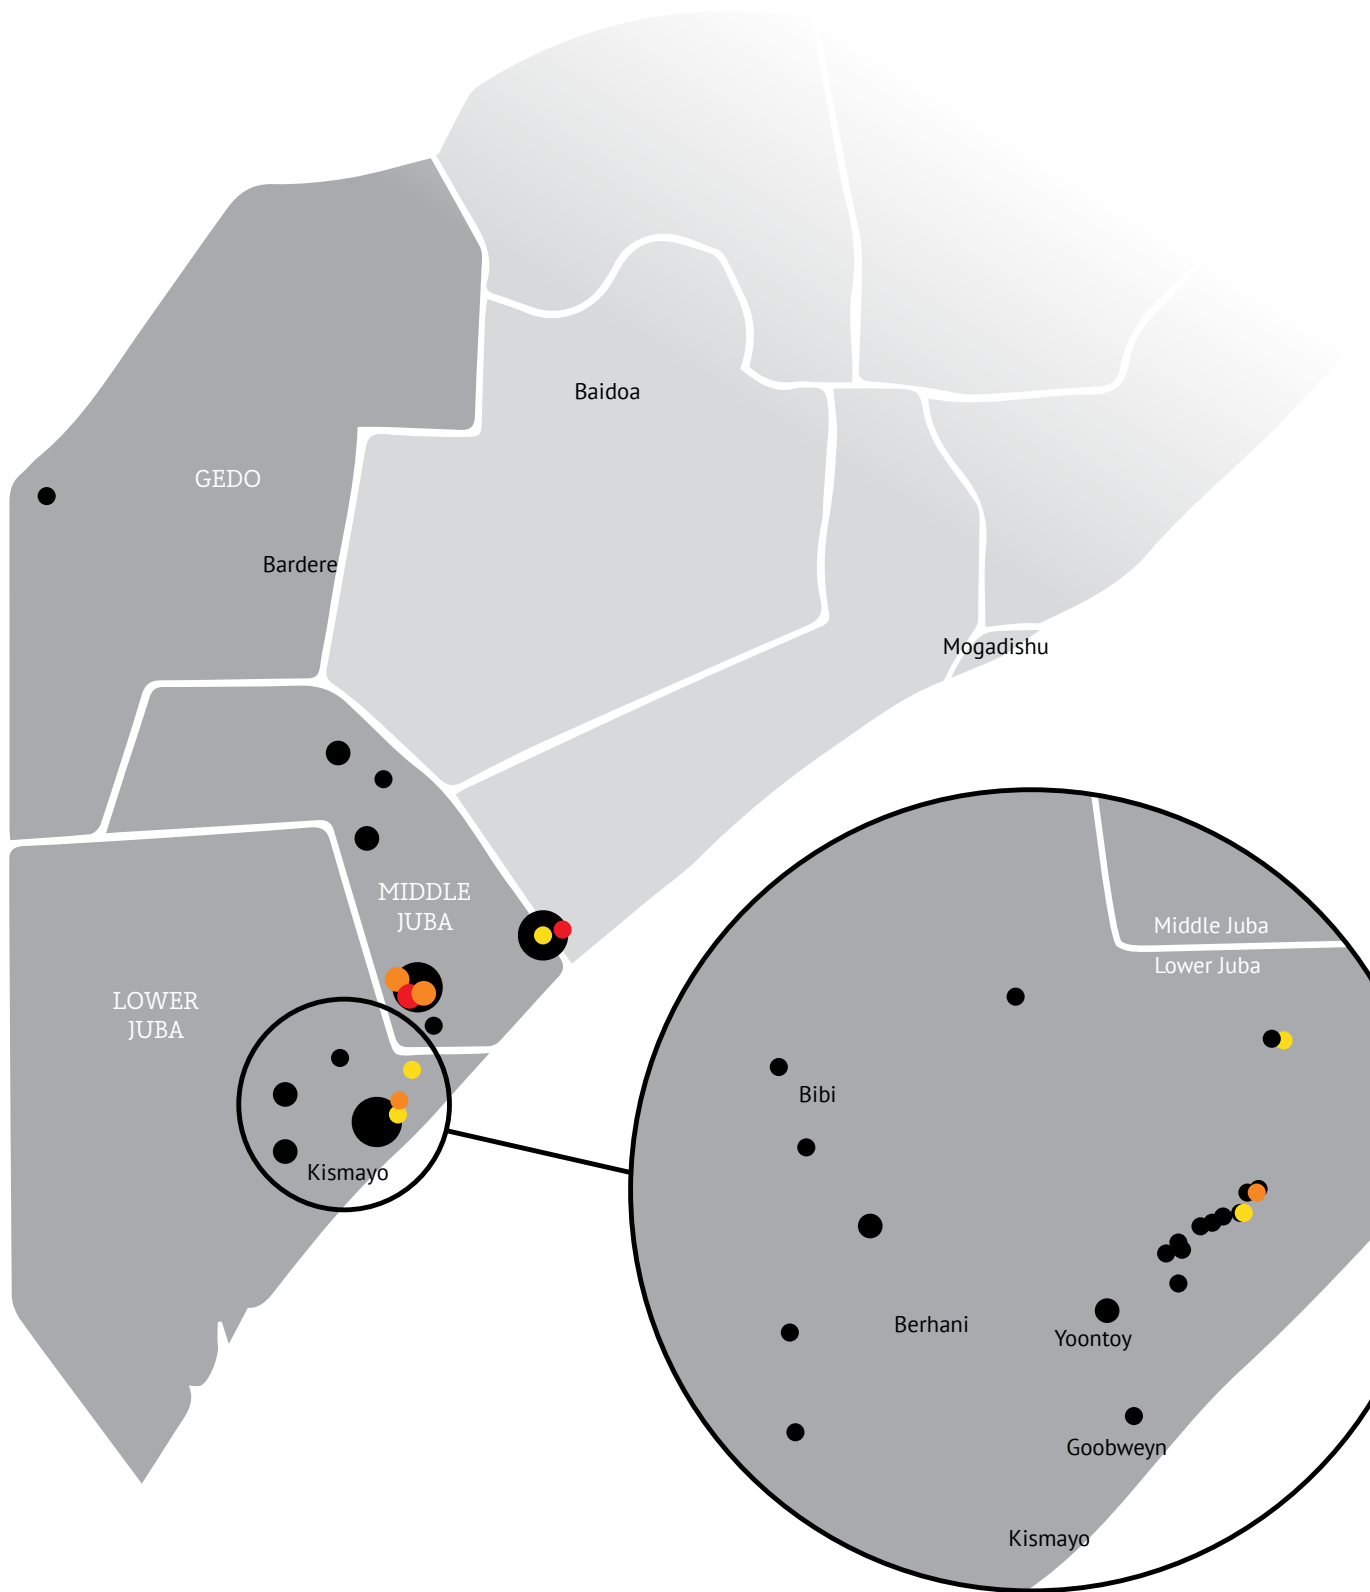 Baidoa
GEDO
Bardere
Mogadishu
MIDDLE
JUBA
LOWER
JUBA
Kismayo
Middle Juba
Lower Juba
Bibi
Berhani
Yoontoy
Goobweyn
Kismayo